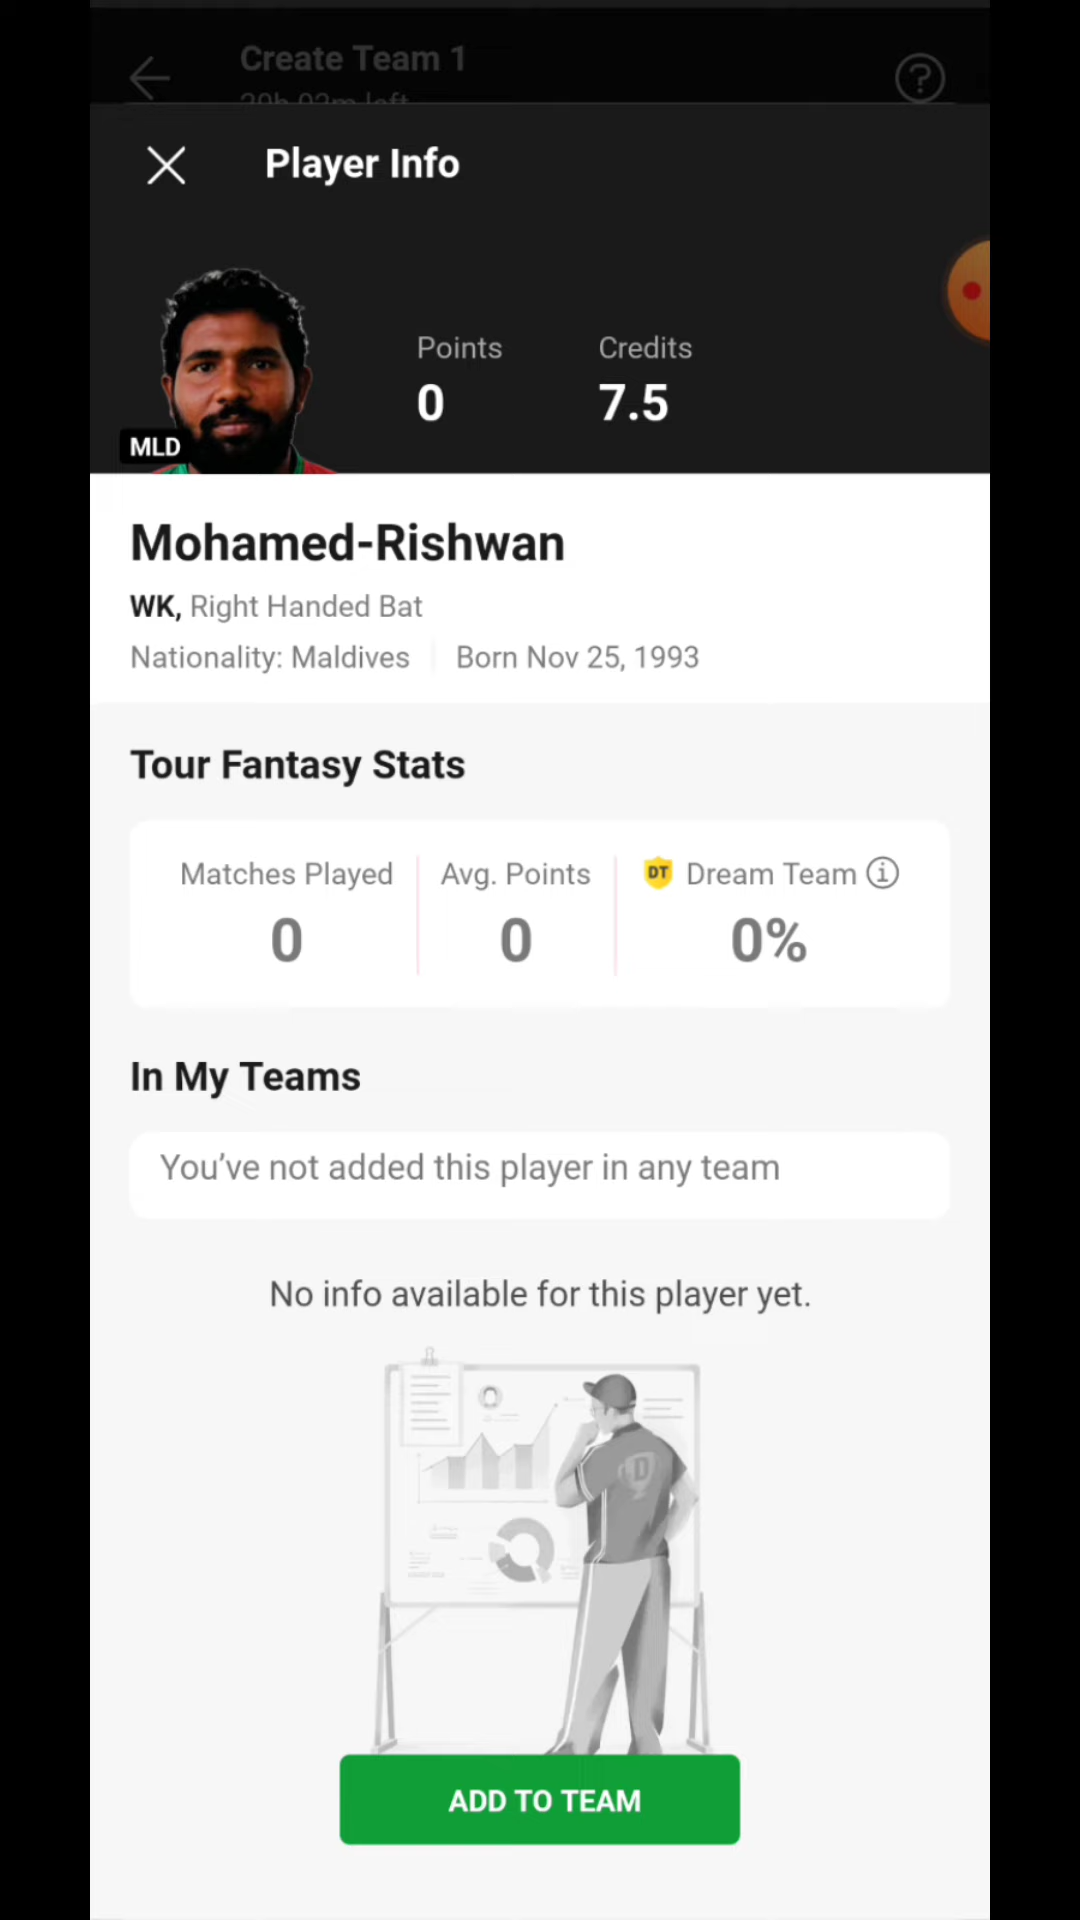 Create Team 1
Player Info
Points
Credits
0
7.5
MLD
Mohamed-Rishwan
WK, Right Handed Bat
Nationality: Maldives
Born Nov 25, 1993
Tour Fantasy Stats
Matches Played
Avg. Points
DT Dream Team
0
0
0%
In My Teams
You’ve not added this player in any team
No info available for this player yet.
D
ADD TO TEAM